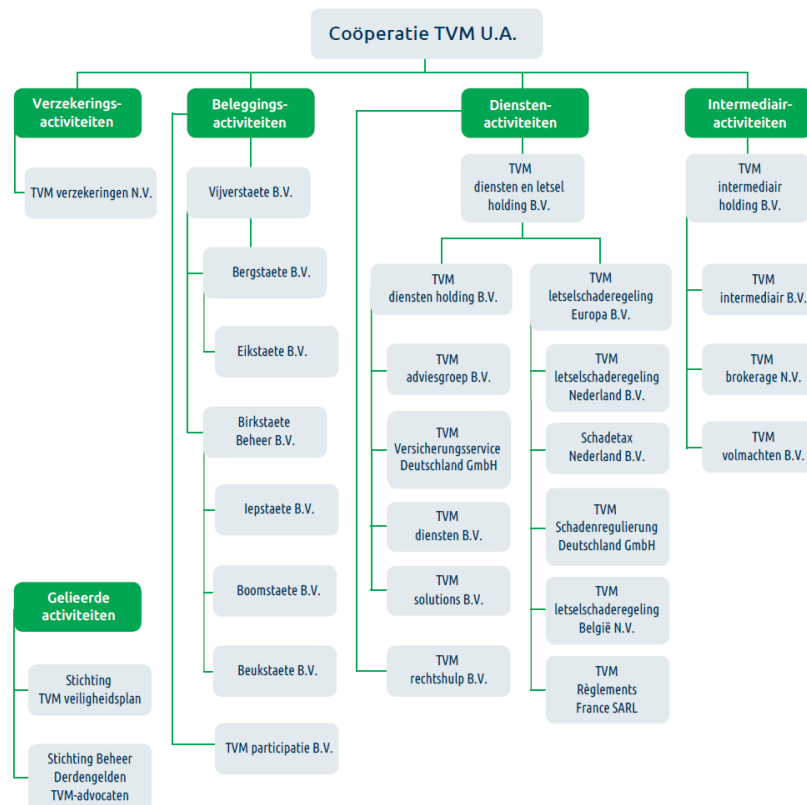 Coöperatie TVM U.A.
Verzekerings-
activiteiten
TVM verzekeringen N.V.
Beleggings-
activiteiten
Vijverstaete B.V.
Bergstaete B.V.
Eikstaete B.V.
Birkstaete
Beheer B.V.
Iepstaete B.V.
Boomstaete B.V.
Beukstaete B.V.
TVM participatie B.V.
Diensten-
activiteiten
TVM
diensten en letsel
holding B.V.
TVM
diensten holding B.V.
TVM
adviesgroep B.V.
TVM
Versicherungsservice
Deutschland GmbH
TVM
diensten B.V.
TVM
solutions B.V.
TVM
rechtshulp B.V.
TVM
letselschaderegeling
Europa B.V.
TVM
letselschaderegeling
Nederland B.V.
Schadetax
Nederland B.V.
TVM
Schadenregulierung
Deutschland GmbH
TVM
letselschaderegeling
België N.V.
TVM
Règlements
France SARL
Intermediair-
activiteiten
TVM
intermediair
holding B.V.
TVM
intermediair B.V.
TVM
brokerage N.V.
TVM
volmachten B.V.
Gelieerde
activiteiten
Stichting
TVM veiligheidsplan
Stichting Beheer
Derdengelden
TVM-advocaten